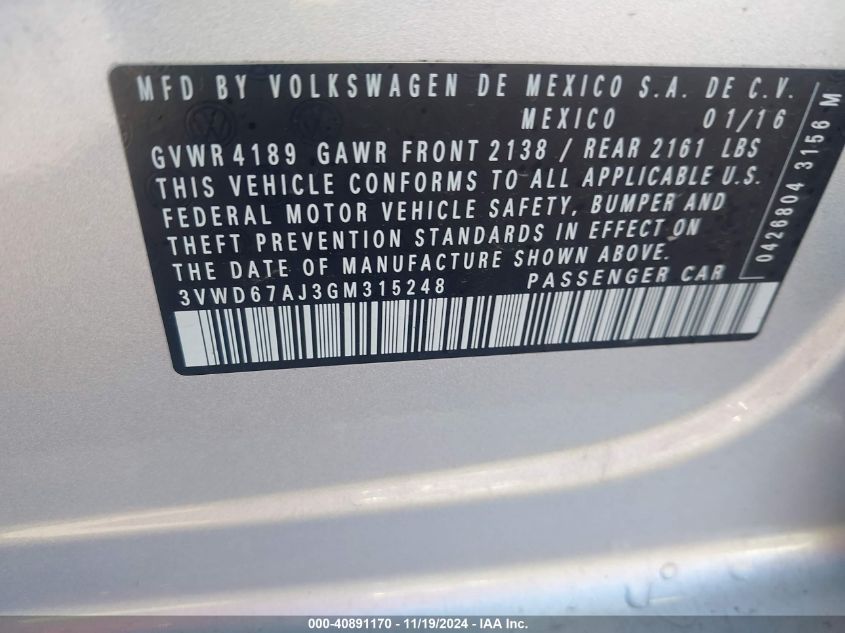 MFD BY VOLKSWAGEN DE MEXICO S.A. DE C.V.
MEXICO 01/16
GVWR 4189 GAWR FRONT 2138 / REAR 2161 LBS
THIS VEHICLE CONFORMS TO ALL APPLICABLE U.S.
FEDERAL MOTOR VEHICLE SAFETY, BUMPER AND
THEFT PREVENTION STANDARDS IN EFFECT ON
THE DATE OF MANUFACTURE SHOWN ABOVE.
3VWD67AJ3GM315248 PASSENGER CAR
0426804 3156 M
000-40891170 - 11/19/2024 - IAA Inc.